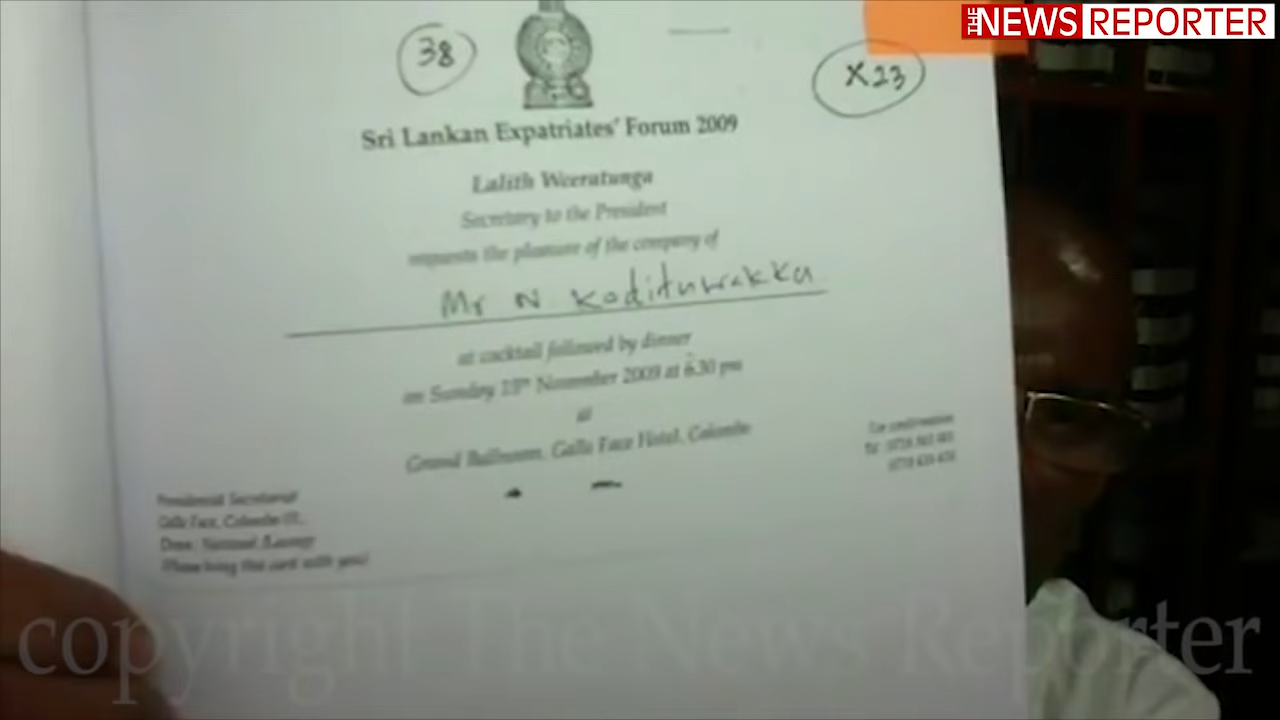 THE NEWS REPORTER
38
X23
Sri Lankan Expatriates' Forum 2009
Lalith Weeratunga
Secretary to the President
requests the pleasure of the company of
Mr N Kodituwakku
at cocktail followed by dinner
on Sunday November 2009 at 6.30 pm
at
Grand Ballroom, Galle Face Hotel, Colombo
For confirmation
Presidential Secretariat
Galle Face, Colombo 01.
Dress: National /Lounge
(Please bring this card with you)
copyright The News Reporter